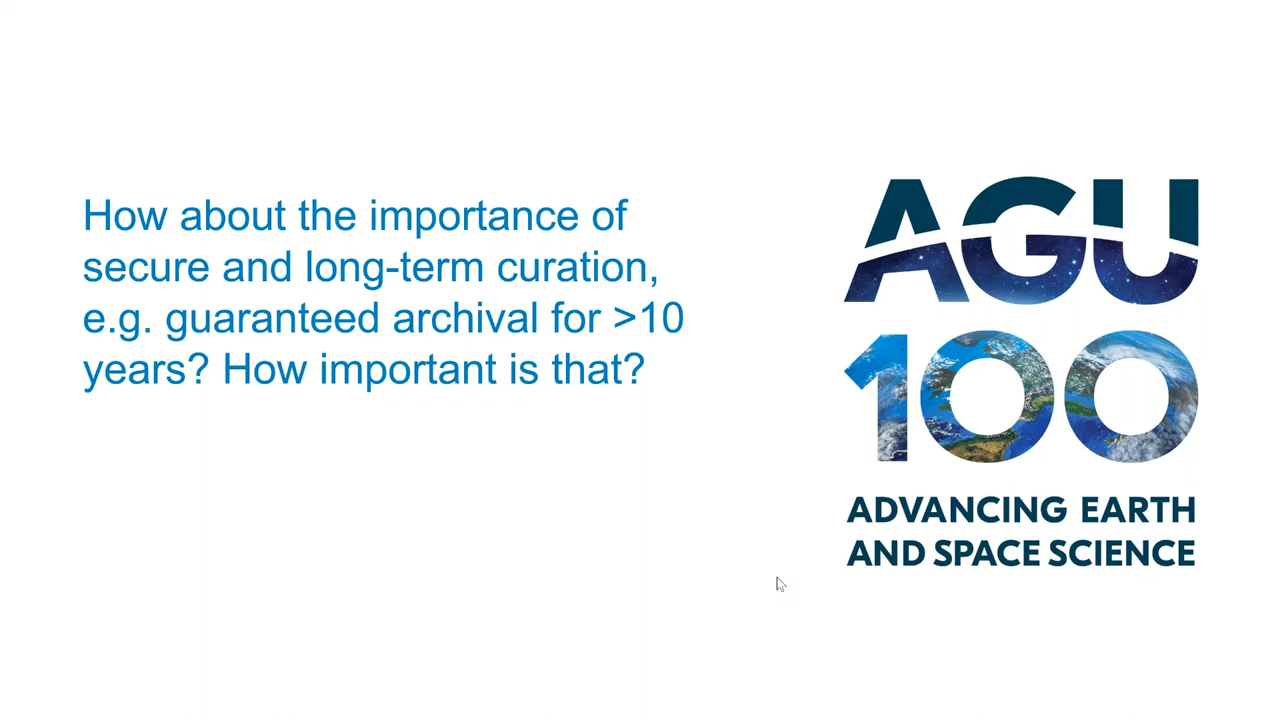 How about the importance of
secure and long-term curation,
e.g. guaranteed archival for >10
years? How important is that?
AGU
100
ADVANCING EARTH
AND SPACE SCIENCE